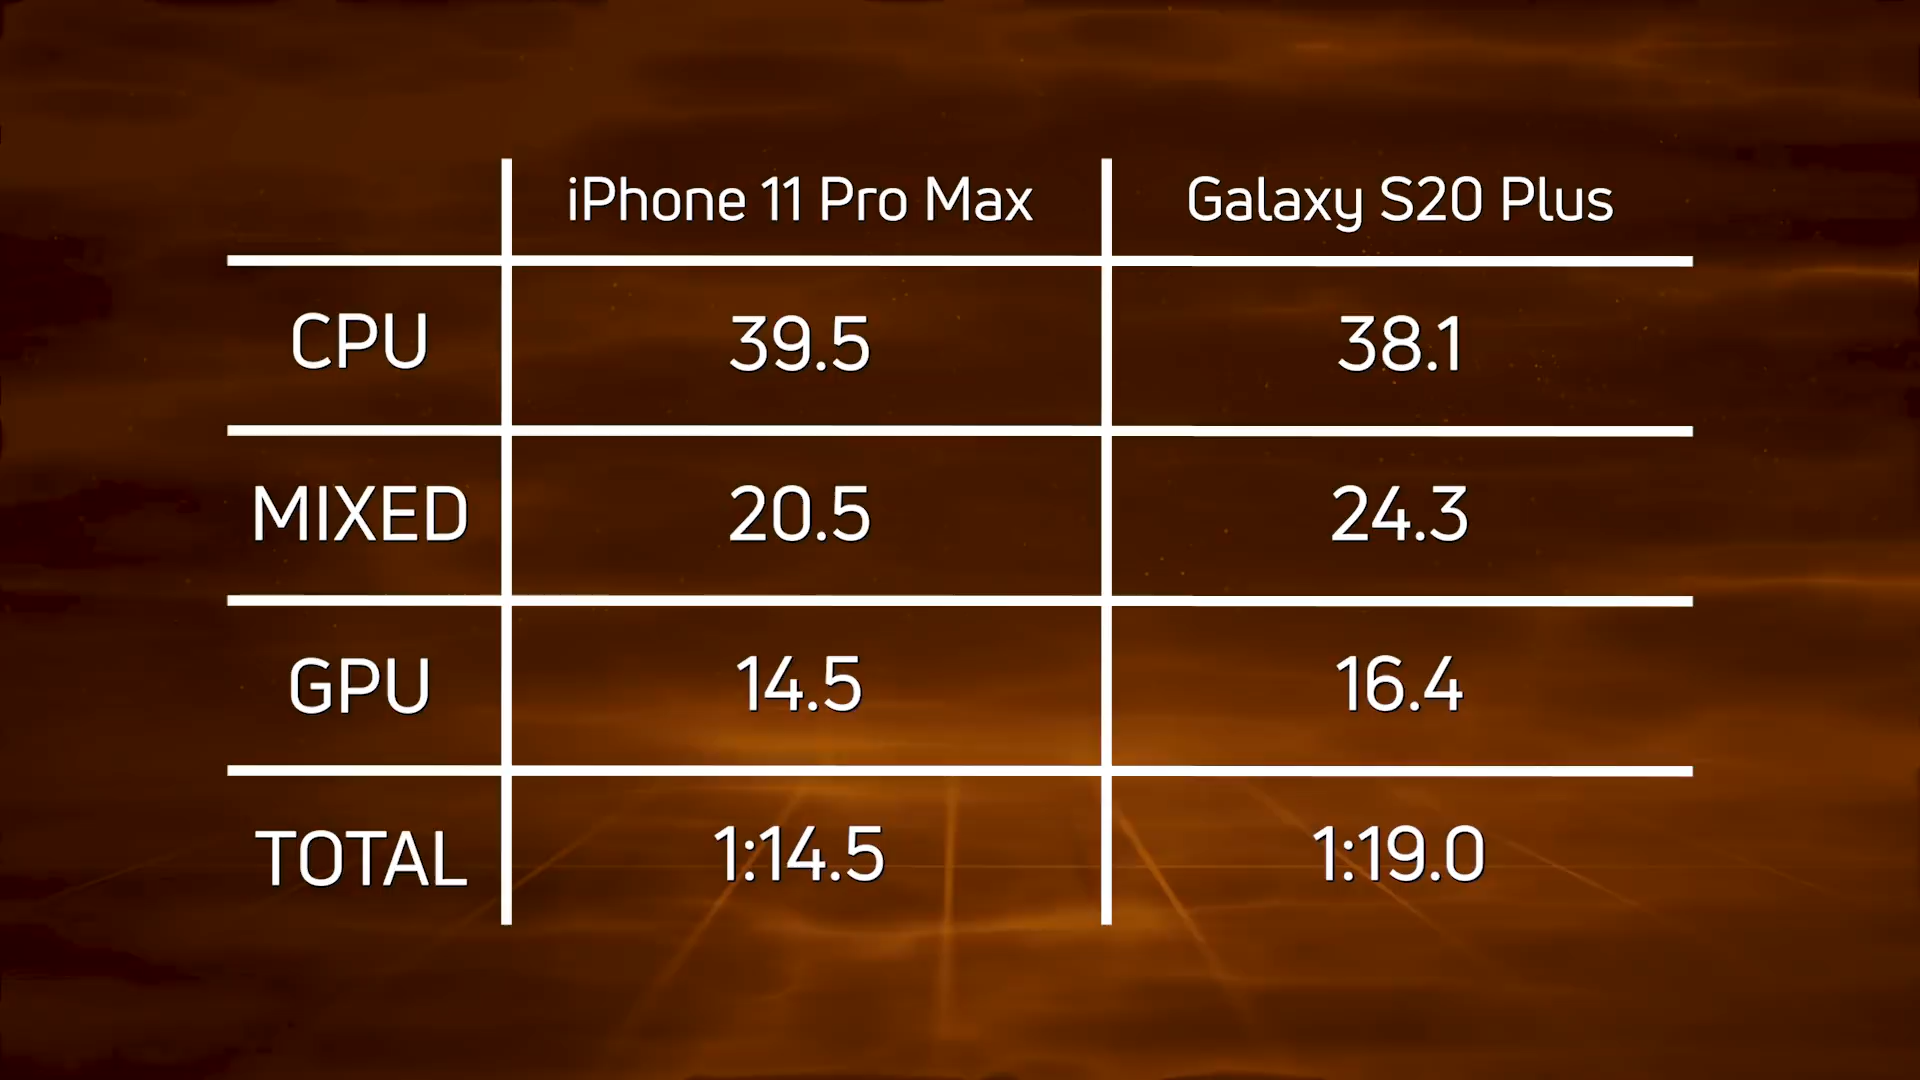 iPhone 11 Pro Max Galaxy S20 Plus
CPU 39.5 38.1
MIXED 20.5 24.3
GPU 14.5 16.4
TOTAL 1:14.5 1:19.0